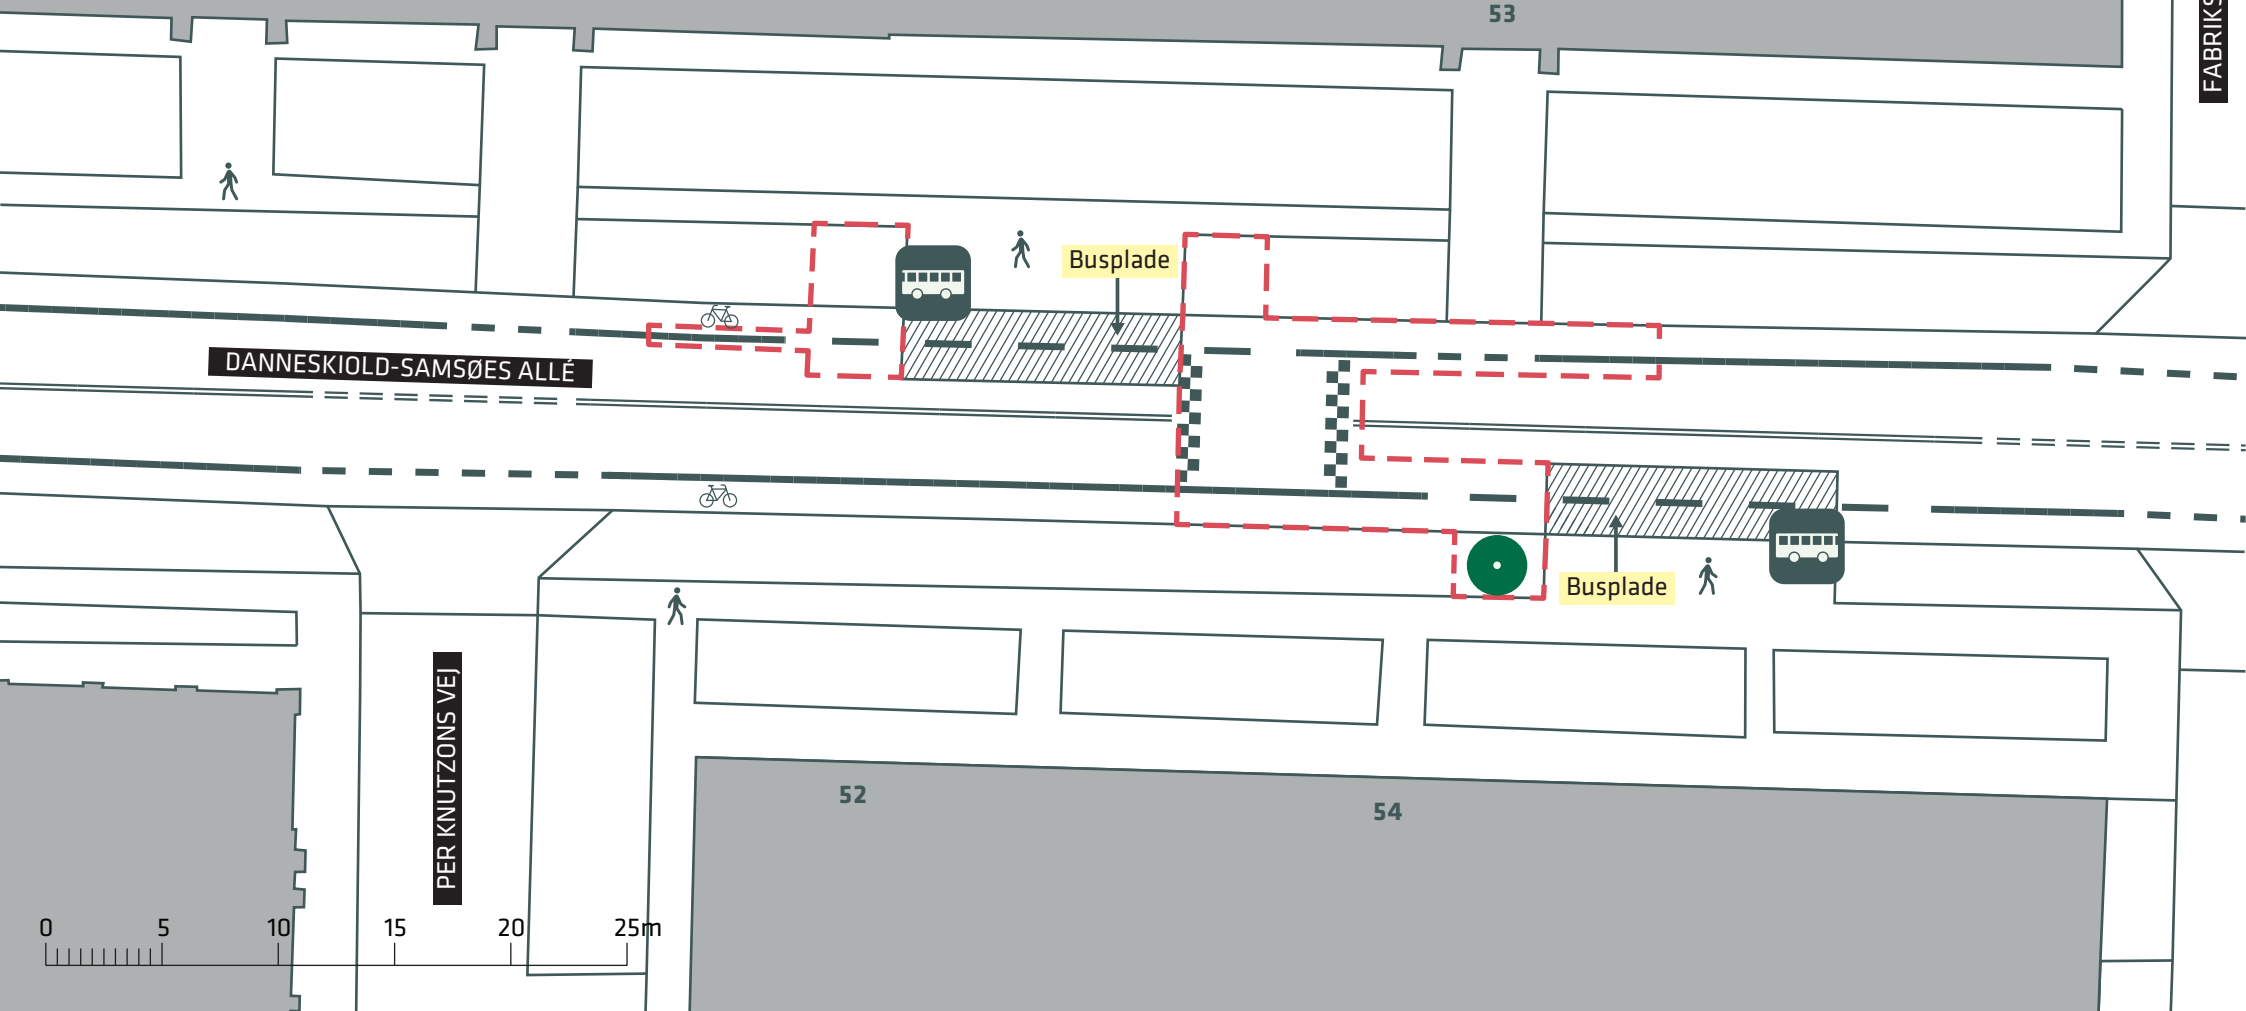 53
FABRIKS
Busplade
DANNESKIOLD-SAMSØES ALLÉ
Busplade
PER KNUTZONS VEJ
52
54
0 5 10 15 20 25m